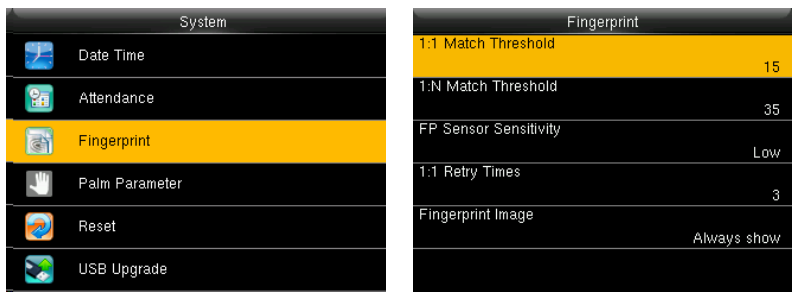 System
Date Time
Attendance
Fingerprint
Palm Parameter
Reset
USB Upgrade
Fingerprint
1:1 Match Threshold
15
1:N Match Threshold
35
FP Sensor Sensitivity
Low
1:1 Retry Times
3
Fingerprint Image
Always show